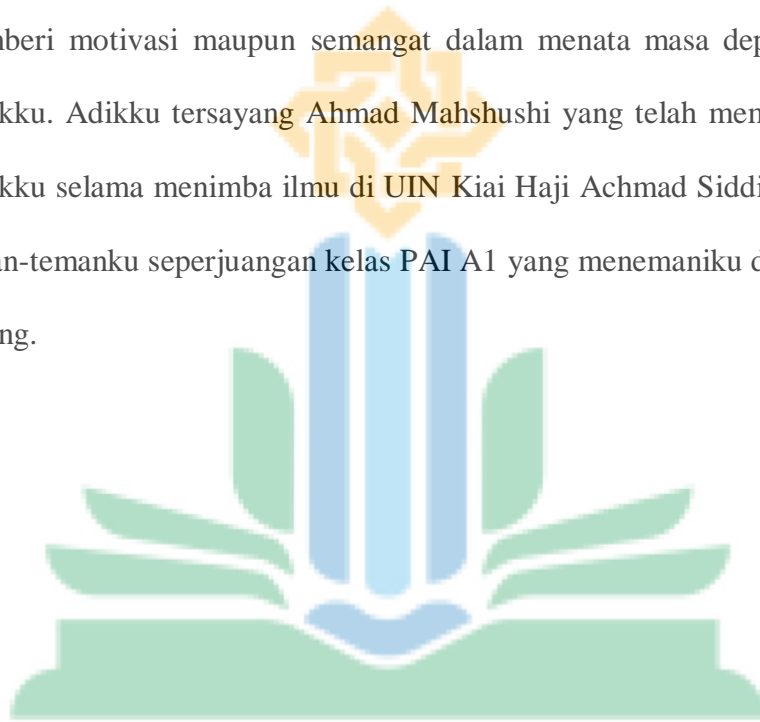 mberi motivasi maupun semangat dalam menata masa dep
kku. Adikku tersayang Ahmad Mahshushi yang telah men
kku selama menimba ilmu di UIN Kiai Haji Achmad Siddi
an-temanku seperjuangan kelas PAI A1 yang menemaniku d
ng.